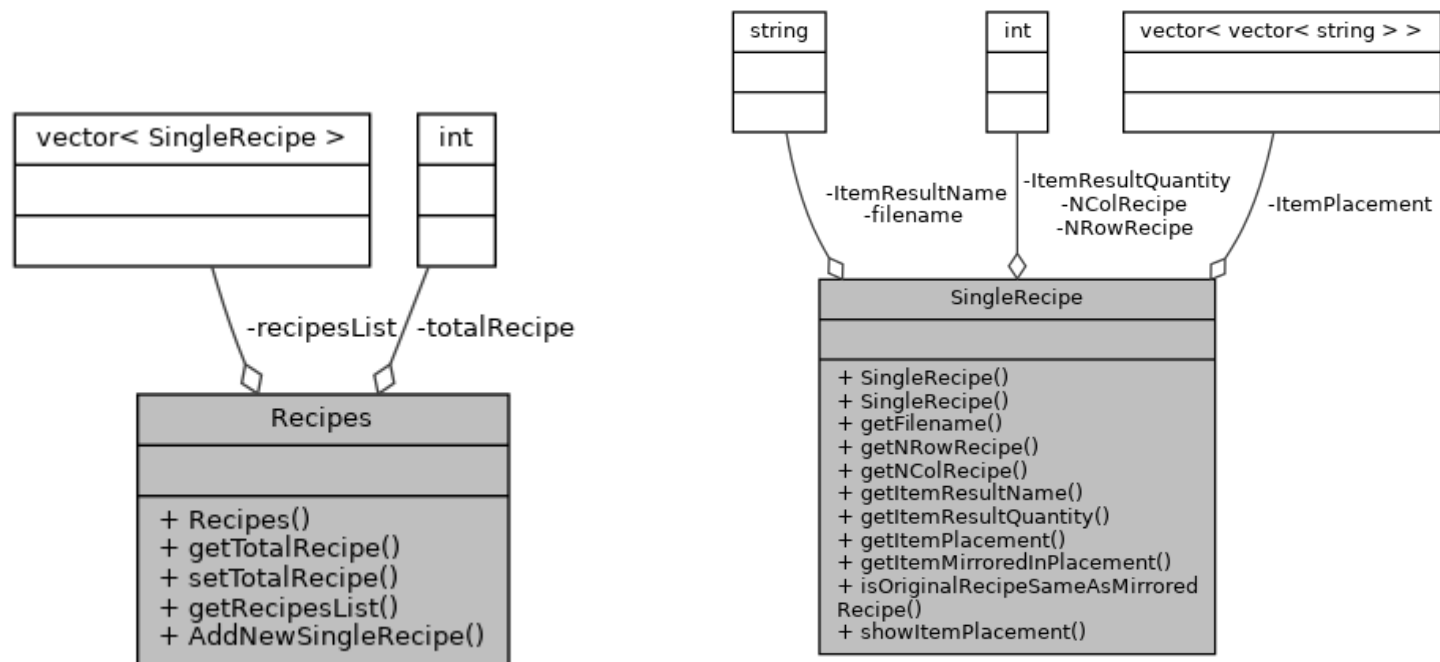 vector< SingleRecipe >
int
-recipesList
-totalRecipe
Recipes
+ Recipes()
+ getTotalRecipe()
+ setTotalRecipe()
+ getRecipesList()
+ AddNewSingleRecipe()
string
int
vector< vector< string > >
-ItemResultName
-filename
-ItemResultQuantity
-NColRecipe
-NRowRecipe
-ItemPlacement
SingleRecipe
+ SingleRecipe()
+ SingleRecipe()
+ getFilename()
+ getNRowRecipe()
+ getNColRecipe()
+ getItemResultName()
+ getItemResultQuantity()
+ getItemPlacement()
+ getItemMirroredInPlacement()
+ isOriginalRecipeSameAsMirrored
Recipe()
+ showItemPlacement()